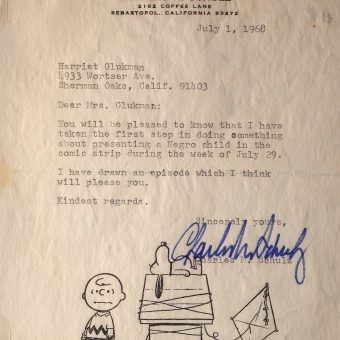 2162 COFFEE LANE
SEBASTOPOL, CALIFORNIA 95472
July 1, 1968
Harriet Glukman
4933 Wortser Ave.
Sherman Oaks, Calif. 91403
Dear Mrs. Glukman:
You will be pleased to know that I have
taken the first step in doing something
about presenting a Negro child in the
comic strip during the week of July 29.
I have drawn an episode which I think
will please you.
Kindest regards.
Sincerely yours,
Charles M Schulz
Charles M. Schulz